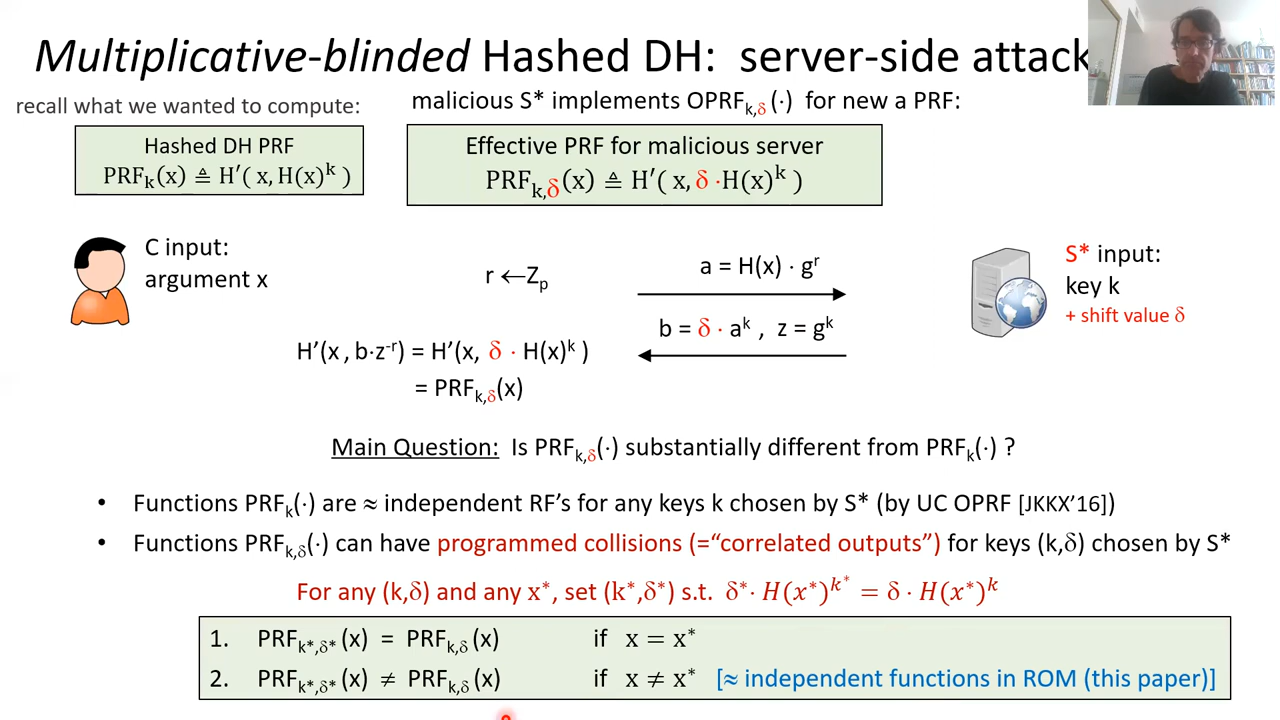 Multiplicative-blinded Hashed DH: server-side attack
recall what we wanted to compute:
malicious S* implements OPRFk,δ(·) for new a PRF:
Hashed DH PRF
PRFk(x) ≜ H′( x, H(x)^k )
Effective PRF for malicious server
PRFk,δ(x) ≜ H′( x, δ ·H(x)^k )
C input:
argument x
r ←Zp
a = H(x) · g^r
b = δ · a^k , z = g^k
S* input:
key k
+ shift value δ
H’(x , b·z^-r) = H’(x, δ · H(x)^k )
= PRFk,δ(x)
Main Question: Is PRFk,δ(·) substantially different from PRFk(·) ?
• Functions PRFk(·) are ≈ independent RF’s for any keys k chosen by S* (by UC OPRF [JKKX’16])
• Functions PRFk,δ(·) can have programmed collisions (=“correlated outputs”) for keys (k,δ) chosen by S*
For any (k,δ) and any x*, set (k*,δ*) s.t. δ*· H(x*)^k* = δ · H(x*)^k
1. PRFk*,δ*(x) = PRFk,δ(x) if x = x*
2. PRFk*,δ*(x) ≠ PRFk,δ(x) if x ≠ x* [≈ independent functions in ROM (this paper)]